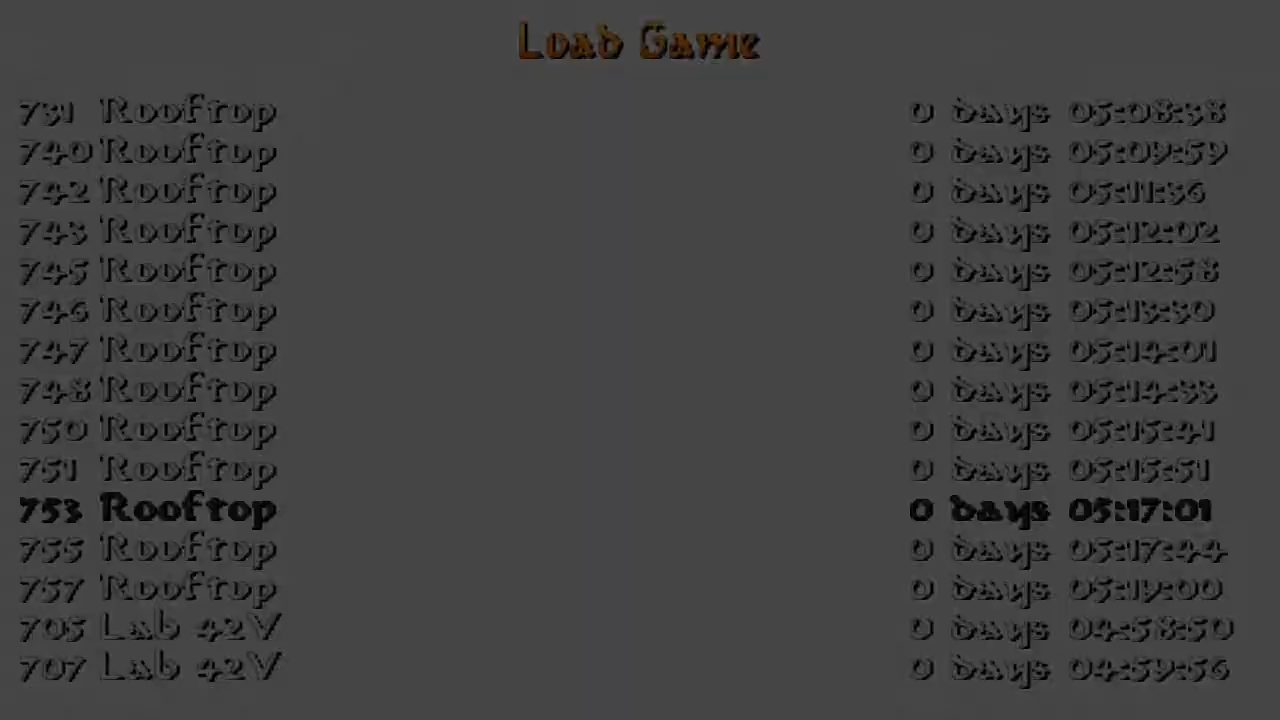 Load Game
731 Rooftop 0 days 05:08:38
740 Rooftop 0 days 05:09:59
742 Rooftop 0 days 05:11:36
743 Rooftop 0 days 05:12:02
745 Rooftop 0 days 05:12:58
746 Rooftop 0 days 05:13:30
747 Rooftop 0 days 05:14:01
748 Rooftop 0 days 05:14:33
750 Rooftop 0 days 05:15:41
751 Rooftop 0 days 05:15:51
753 Rooftop 0 days 05:17:01
755 Rooftop 0 days 05:17:44
757 Rooftop 0 days 05:19:00
705 Lab 42V 0 days 04:58:50
707 Lab 42V 0 days 04:59:56